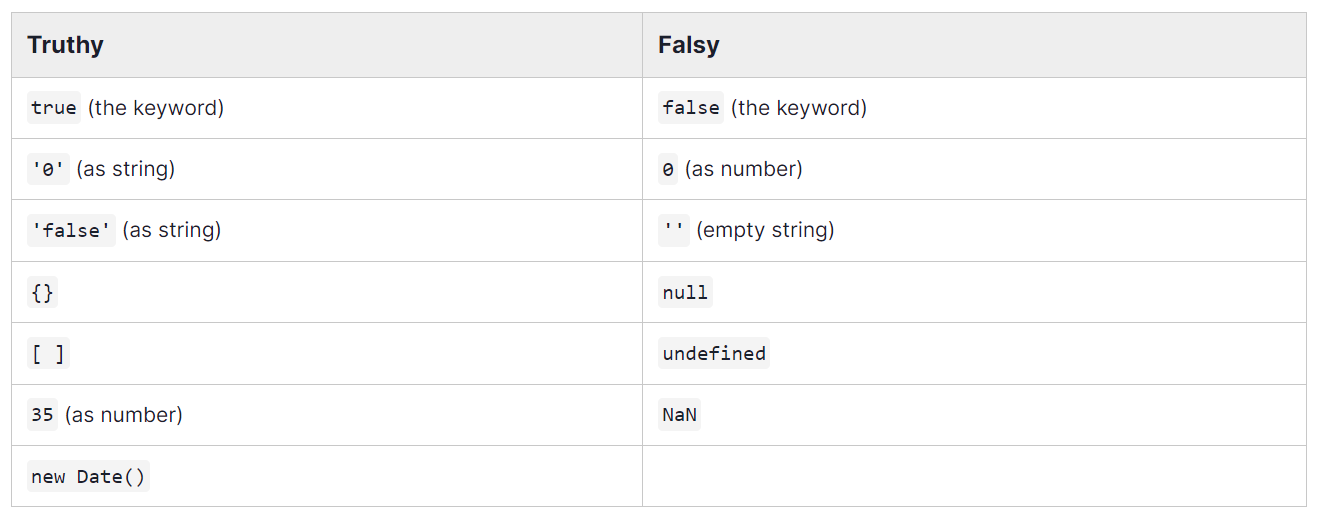 Truthy Falsy
true (the keyword) false (the keyword)
'0' (as string) 0 (as number)
'false' (as string) '' (empty string)
{} null
[ ] undefined
35 (as number) NaN
new Date()